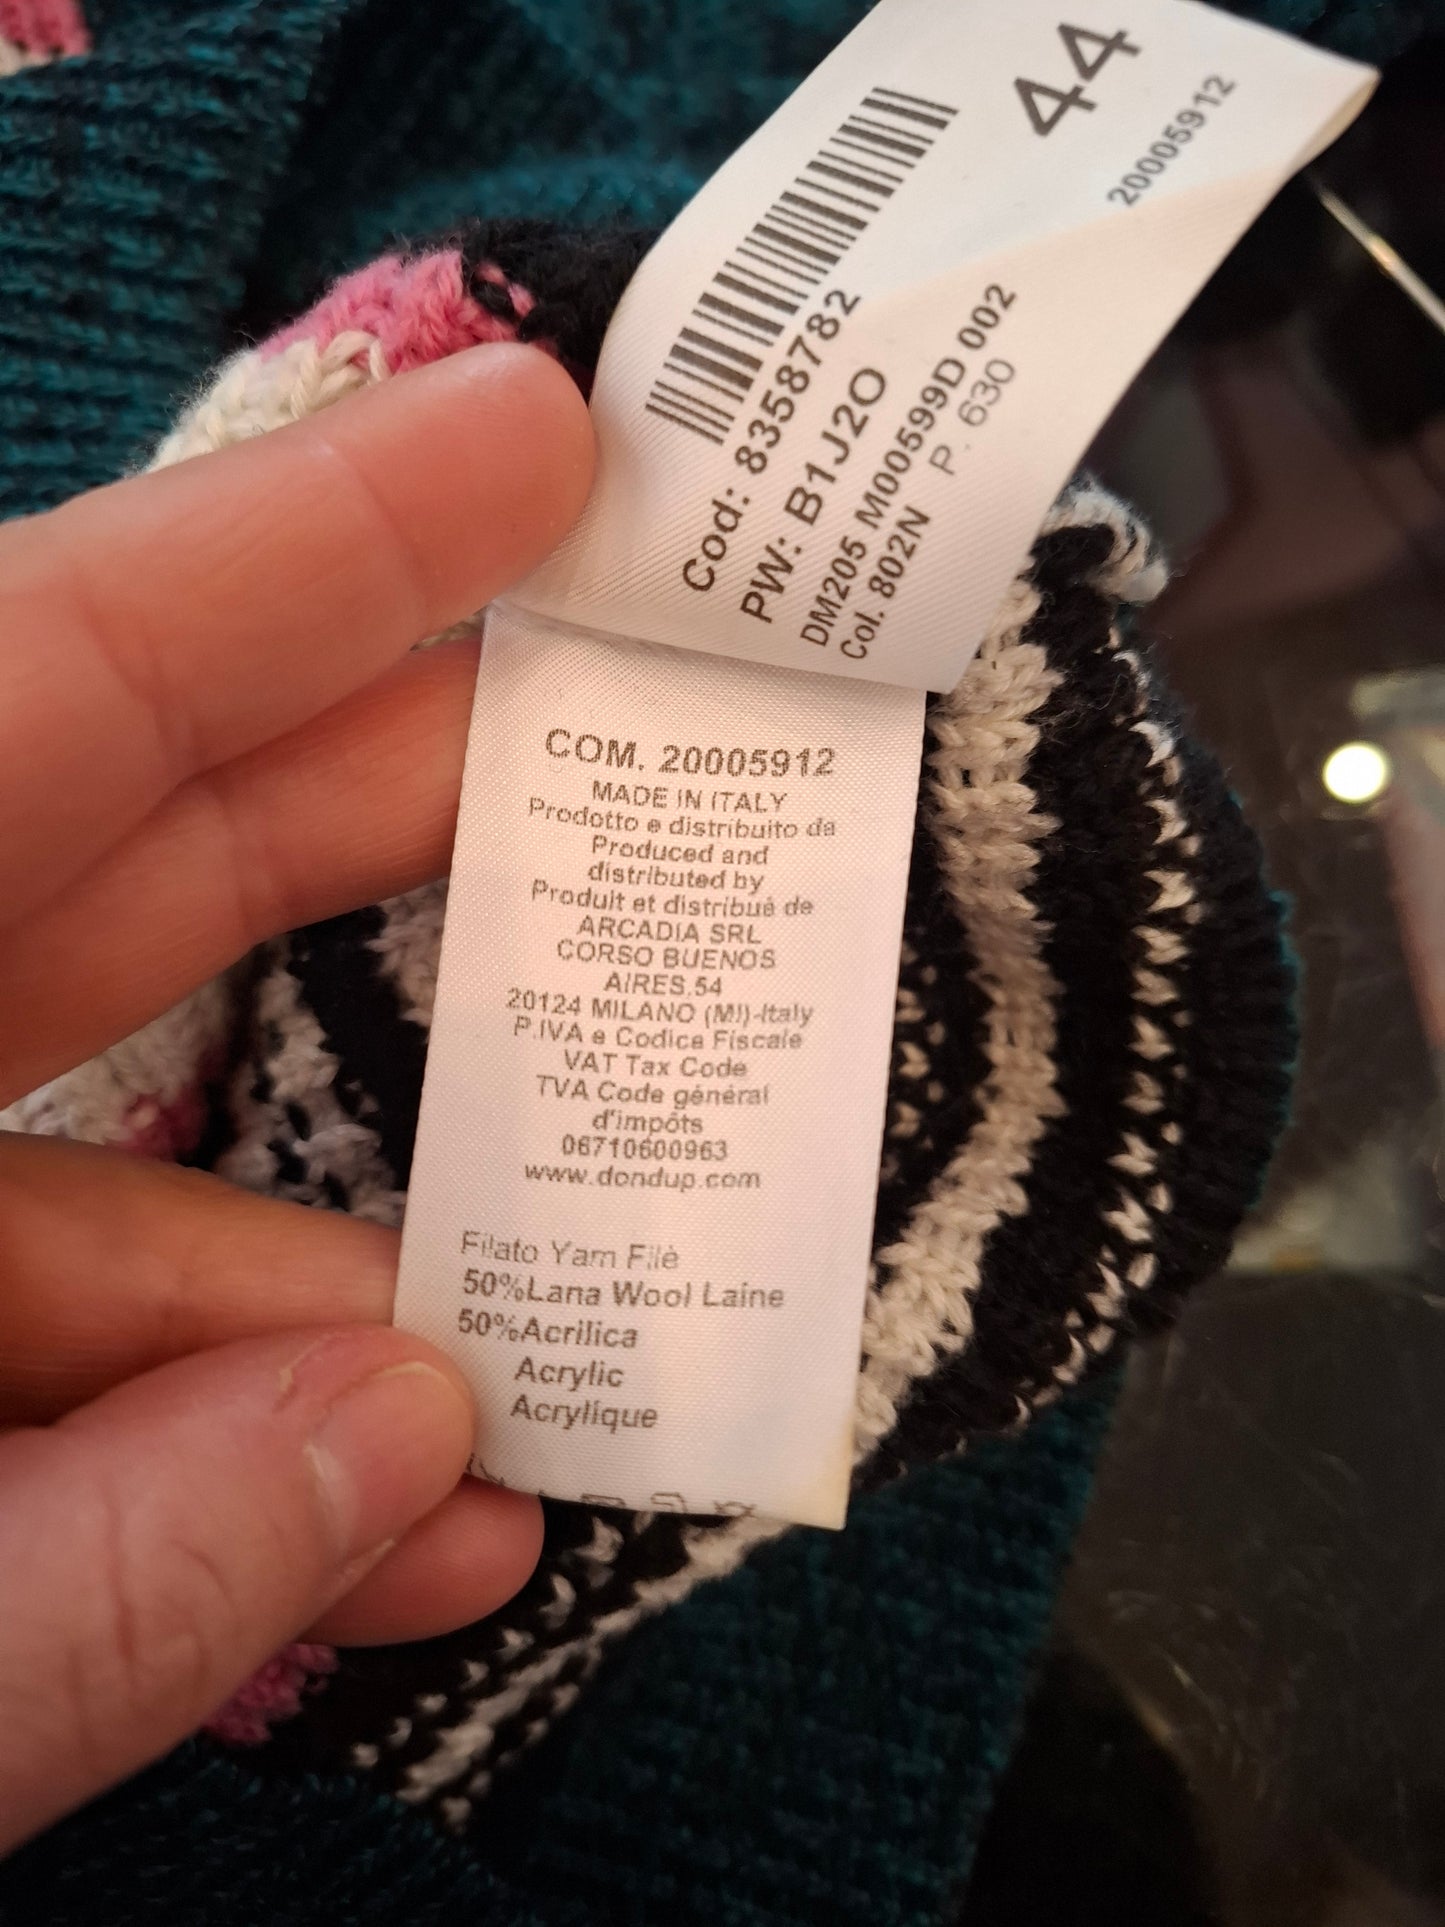 44
20005912
Cod: 8358782
PW: B1J2O
DM205 M00599D 002
Col. 802N P. 630
COM. 20005912
MADE IN ITALY
Prodotto e distribuito da
Produced and
distributed by
Produit et distribué de
ARCADIA SRL
CORSO BUENOS
AIRES,54
20124 MILANO (MI)-Italy
P.IVA e Codice Fiscale
VAT Tax Code
TVA Code général
d'impôts
06710600963
www.dondup.com
Filato Yarn Filè
50%Lana Wool Laine
50%Acrilica
Acrylic
Acrylique